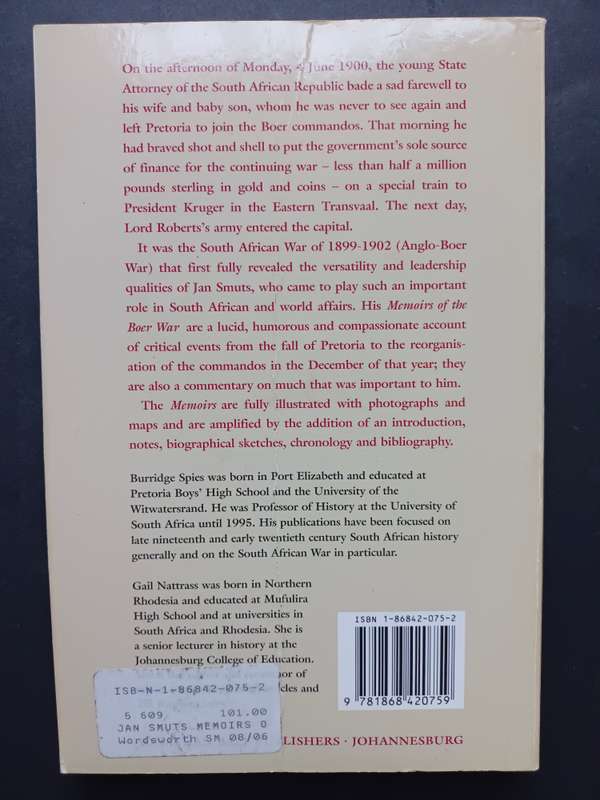 On the afternoon of Monday, 4 June 1900, the young State
Attorney of the South African Republic bade a sad farewell to
his wife and baby son, whom he was never to see again and
left Pretoria to join the Boer commandos. That morning he
had braved shot and shell to put the government's sole source
of finance for the continuing war – less than half a million
pounds sterling in gold and coins – on a special train to
President Kruger in the Eastern Transvaal. The next day,
Lord Roberts's army entered the capital.
It was the South African War of 1899-1902 (Anglo-Boer
War) that first fully revealed the versatility and leadership
qualities of Jan Smuts, who came to play such an important
role in South African and world affairs. His Memoirs of the
Boer War are a lucid, humorous and compassionate account
of critical events from the fall of Pretoria to the reorganis-
ation of the commandos in the December of that year; they
are also a commentary on much that was important to him.
The Memoirs are fully illustrated with photographs and
maps and are amplified by the addition of an introduction,
notes, biographical sketches, chronology and bibliography.
Burridge Spies was born in Port Elizabeth and educated at
Pretoria Boys' High School and the University of the
Witwatersrand. He was Professor of History at the University of
South Africa until 1995. His publications have been focused on
late nineteenth and early twentieth century South African history
generally and on the South African War in particular.
Gail Nattrass was born in Northern
Rhodesia and educated at Mufulira
High School and at universities in
South Africa and Rhodesia. She is
a senior lecturer in history at the
Johannesburg College of Education.
of
and
ISBN 1-86842-075-2
9 781868 420759
ISB-N-1-86842-075-2
5 609 101.00
JAN SMUTS MEMOIRS O
Wordsworth SM 08/06
LISHERS · JOHANNESBURG